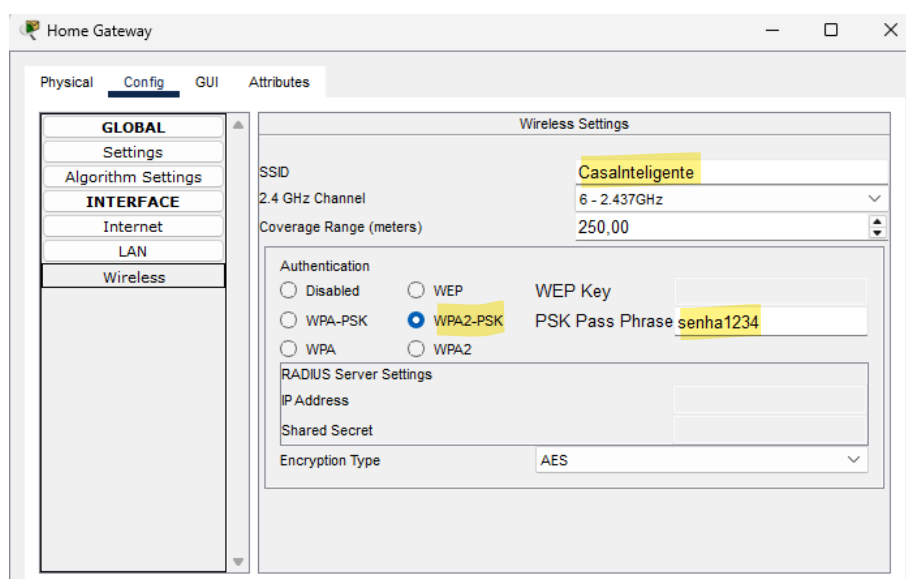 Home Gateway
Physical Config GUI Attributes
GLOBAL
Settings
Algorithm Settings
INTERFACE
Internet
LAN
Wireless
Wireless Settings
SSID CasaInteligente
2.4 GHz Channel 6 - 2.437GHz
Coverage Range (meters) 250,00
Authentication
Disabled WEP WEP Key
WPA-PSK WPA2-PSK PSK Pass Phrase senha1234
WPA WPA2
RADIUS Server Settings
IP Address
Shared Secret
Encryption Type AES